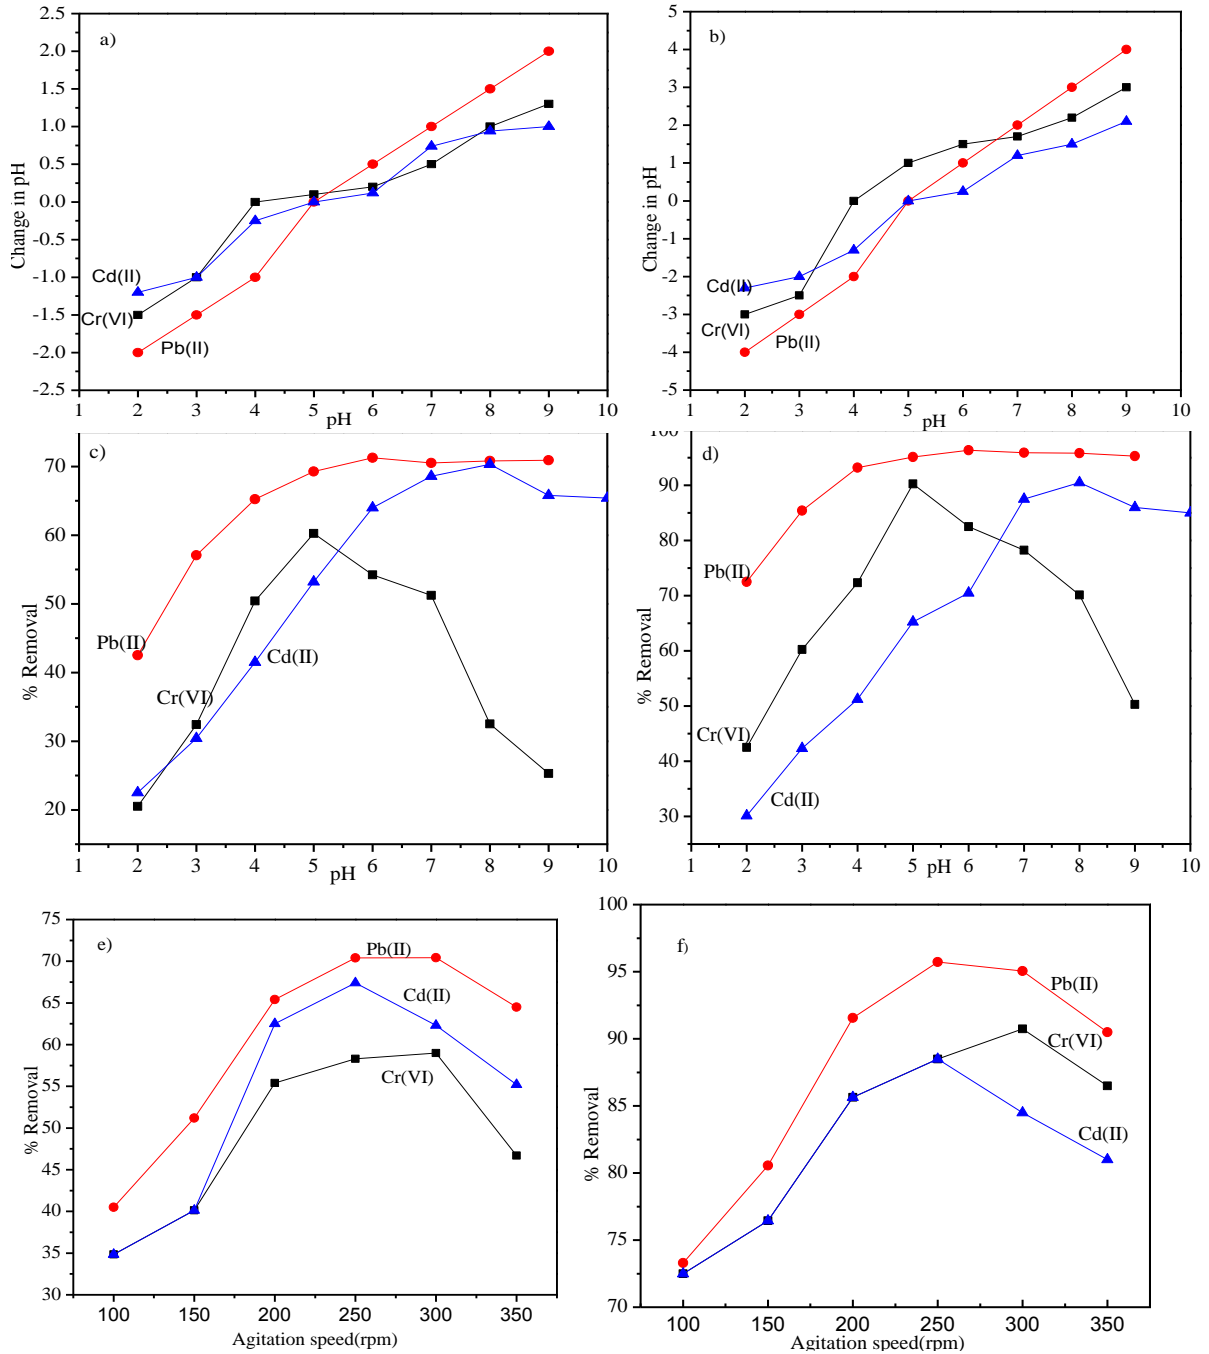 a)
2.5
2.0
1.5
1.0
0.5
0.0
-0.5
-1.0
-1.5
-2.0
-2.5
Change in pH
Cd(II)
Cr(VI)
Pb(II)
1 2 3 4 5 6 7 8 9 10
pH
b)
5
4
3
2
1
0
-1
-2
-3
-4
-5
Change in pH
Cd(II)
Cr(VI)
Pb(II)
1 2 3 4 5 6 7 8 9 10
pH
c)
70
60
50
40
30
20
% Removal
Pb(II)
Cr(VI)
Cd(II)
1 2 3 4 5 6 7 8 9 10
pH
d)
100
90
80
70
60
50
40
30
% Removal
Pb(II)
Cr(VI)
Cd(II)
1 2 3 4 5 6 7 8 9 10
pH
e)
75
70
65
60
55
50
45
40
35
30
% Removal
Pb(II)
Cd(II)
Cr(VI)
100 150 200 250 300 350
Agitation speed(rpm)
f)
100
95
90
85
80
75
70
% Removal
Pb(II)
Cr(VI)
Cd(II)
100 150 200 250 300 350
Agitation speed(rpm)